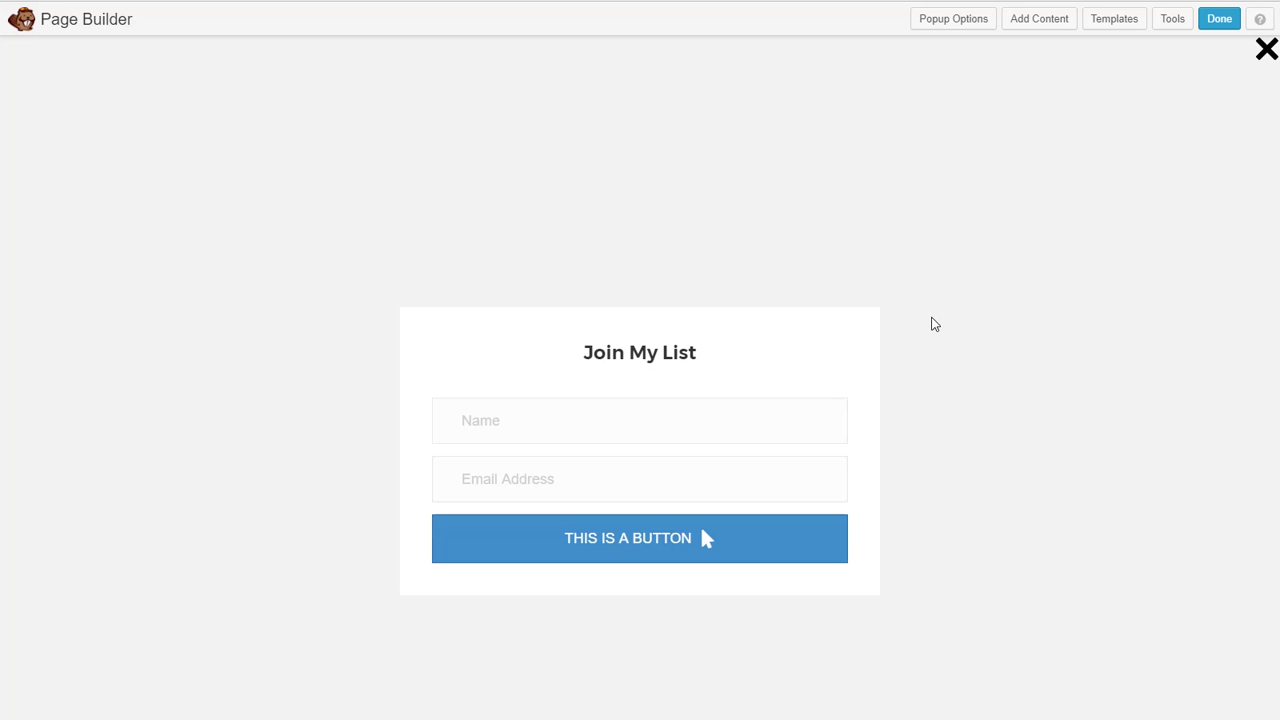 Page Builder
Popup Options
Add Content
Templates
Tools
Done
?
Join My List
Name
Email Address
THIS IS A BUTTON